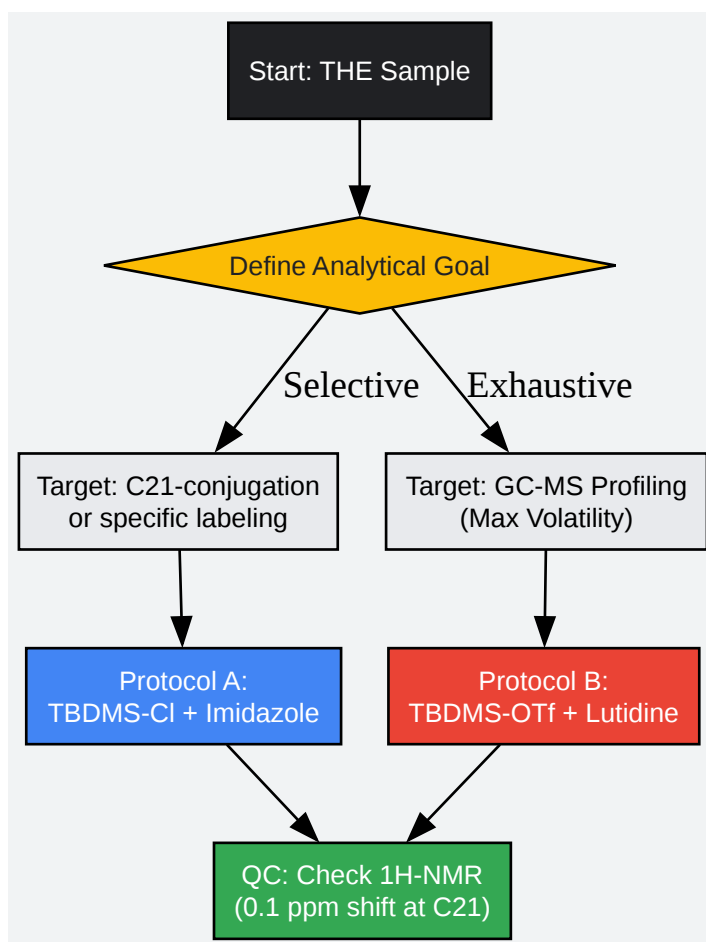 Start: THE Sample
Define Analytical Goal
Selective
Exhaustive
Target: C21-conjugation
or specific labeling
Target: GC-MS Profiling
(Max Volatility)
Protocol A:
TBDMS-Cl + Imidazole
Protocol B:
TBDMS-OTf + Lutidine
QC: Check 1H-NMR
(0.1 ppm shift at C21)